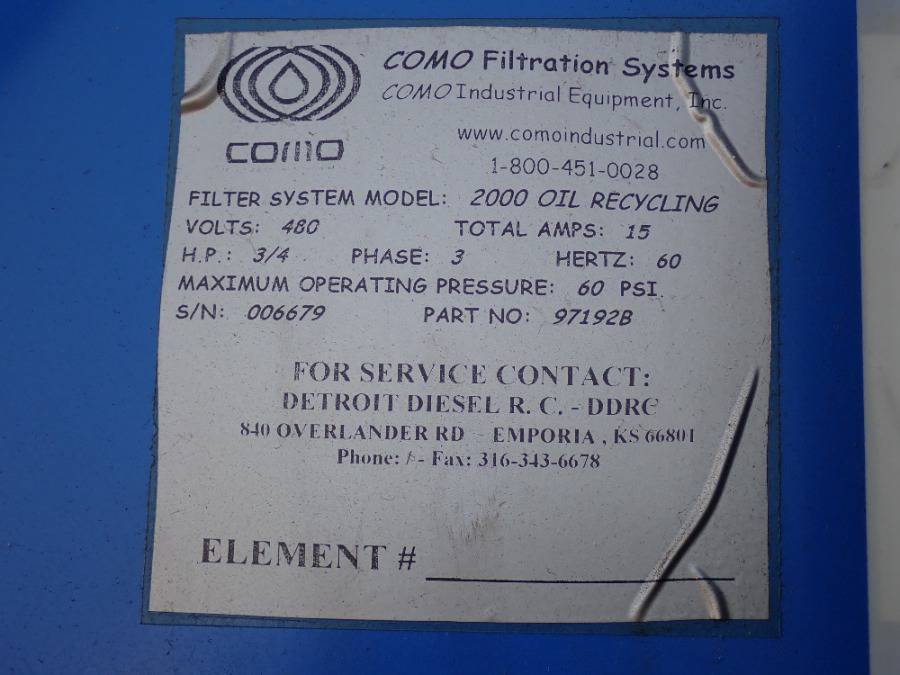 COMO Filtration Systems
COMO Industrial Equipment, Inc.
como
www.comoindustrial.com
1-800-451-0028
FILTER SYSTEM MODEL: 2000 OIL RECYCLING
VOLTS: 480 TOTAL AMPS: 15
H.P.: 3/4 PHASE: 3 HERTZ: 60
MAXIMUM OPERATING PRESSURE: 60 PSI
S/N: 006679 PART NO: 97192B
FOR SERVICE CONTACT:
DETROIT DIESEL R. C. - DDRC
840 OVERLANDER RD - EMPORIA , KS 66801
Phone: / - Fax: 316-343-6678
ELEMENT #